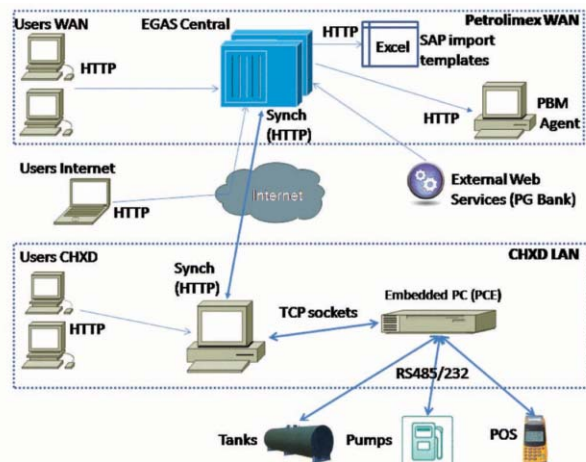 Users WAN
EGAS Central
Petrolimex WAN
HTTP
HTTP
Excel
SAP import
templates
HTTP
PBM
Agent
Synch
(HTTP)
Users Internet
HTTP
Internet
External Web
Services (PG Bank)
Users CHXD
CHXD LAN
Synch
(HTTP)
HTTP
TCP sockets
Embedded PC (PCE)
RS485/232
Tanks
Pumps
POS